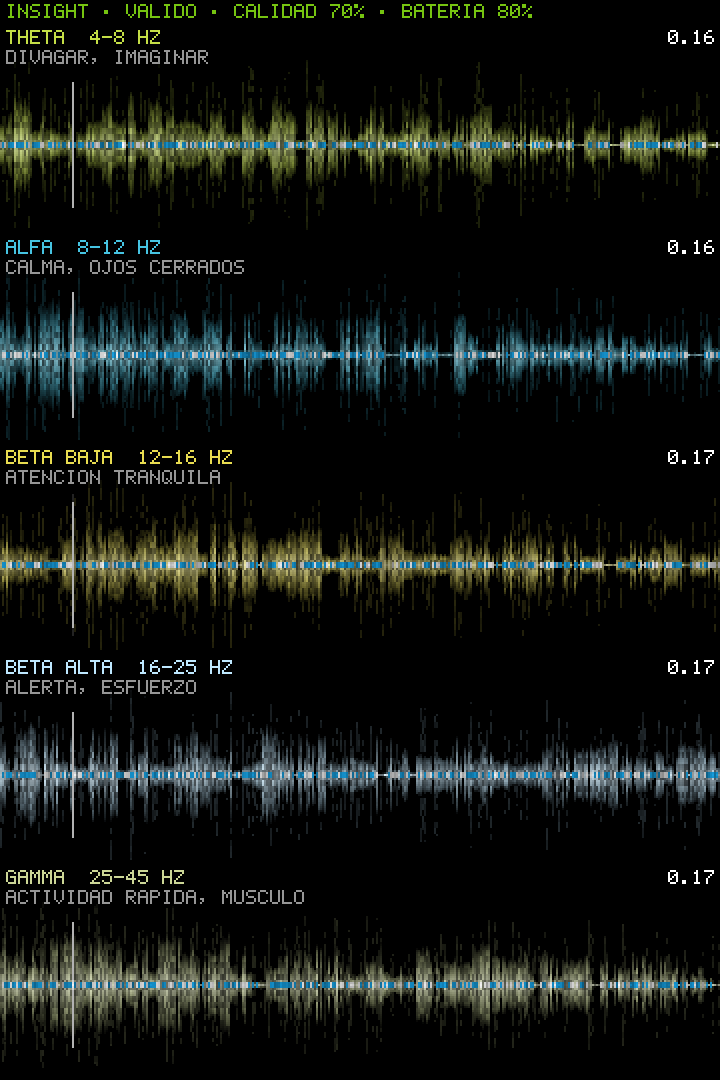 INSIGHT · VALIDO · CALIDAD 70% · BATERIA 80%
THETA  4-8 HZ 0.16
DIVAGAR, IMAGINAR
ALFA  8-12 HZ 0.16
CALMA, OJOS CERRADOS
BETA BAJA  12-16 HZ 0.17
ATENCION TRANQUILA
BETA ALTA  16-25 HZ 0.17
ALERTA, ESFUERZO
GAMMA  25-45 HZ 0.17
ACTIVIDAD RAPIDA, MUSCULO